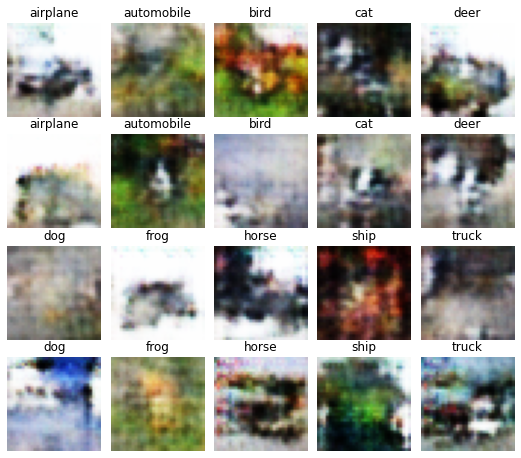 airplane automobile bird cat deer
airplane automobile bird cat deer
dog frog horse ship truck
dog frog horse ship truck